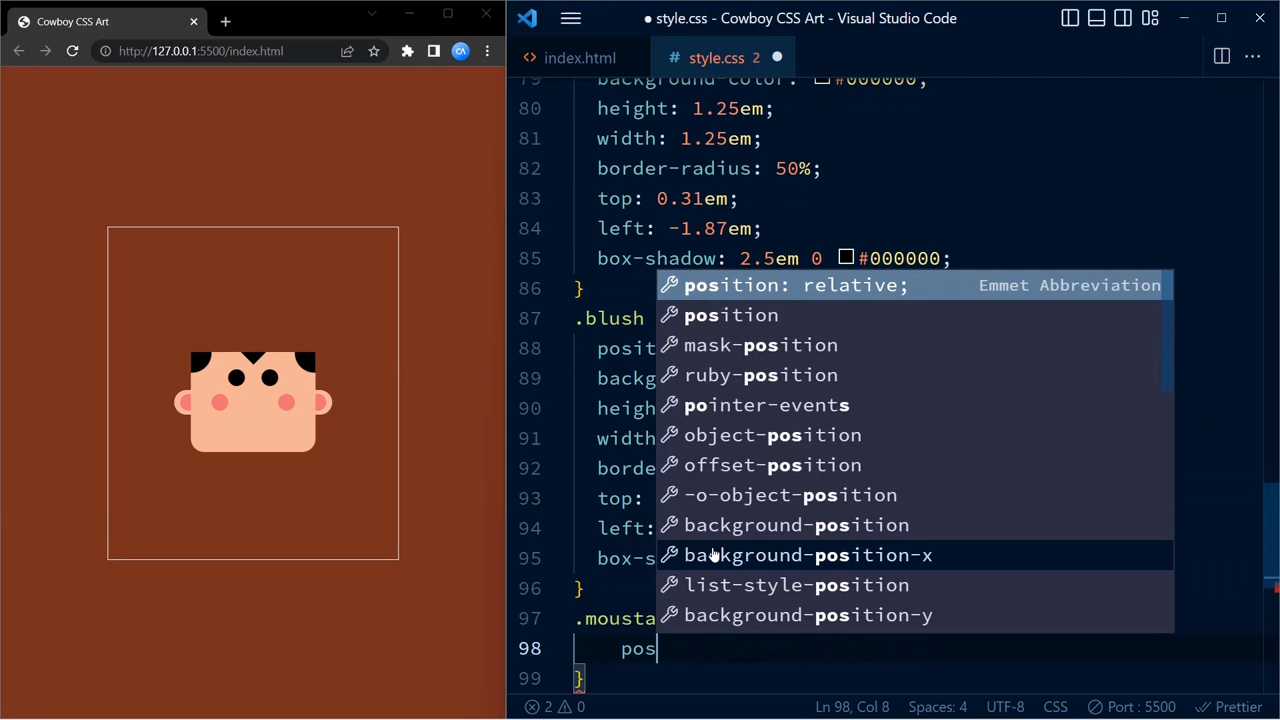 Cowboy CSS Art
http://127.0.0.1:5500/index.html
style.css - Cowboy CSS Art - Visual Studio Code
index.html
# style.css 2
79 background-color: #000000;
80 height: 1.25em;
81 width: 1.25em;
82 border-radius: 50%;
83 top: 0.31em;
84 left: -1.87em;
85 box-shadow: 2.5em 0 #000000;
86 }
87 .blush
88 posit
89 backg
90 heigh
91 width
92 borde
93 top:
94 left:
95 box-s
96 }
97 .mousta
98 pos
99 }
position: relative; Emmet Abbreviation
position
mask-position
ruby-position
pointer-events
object-position
offset-position
-o-object-position
background-position
background-position-x
list-style-position
background-position-y
2 0 Ln 98, Col 8 Spaces: 4 UTF-8 CSS Port : 5500 Prettier